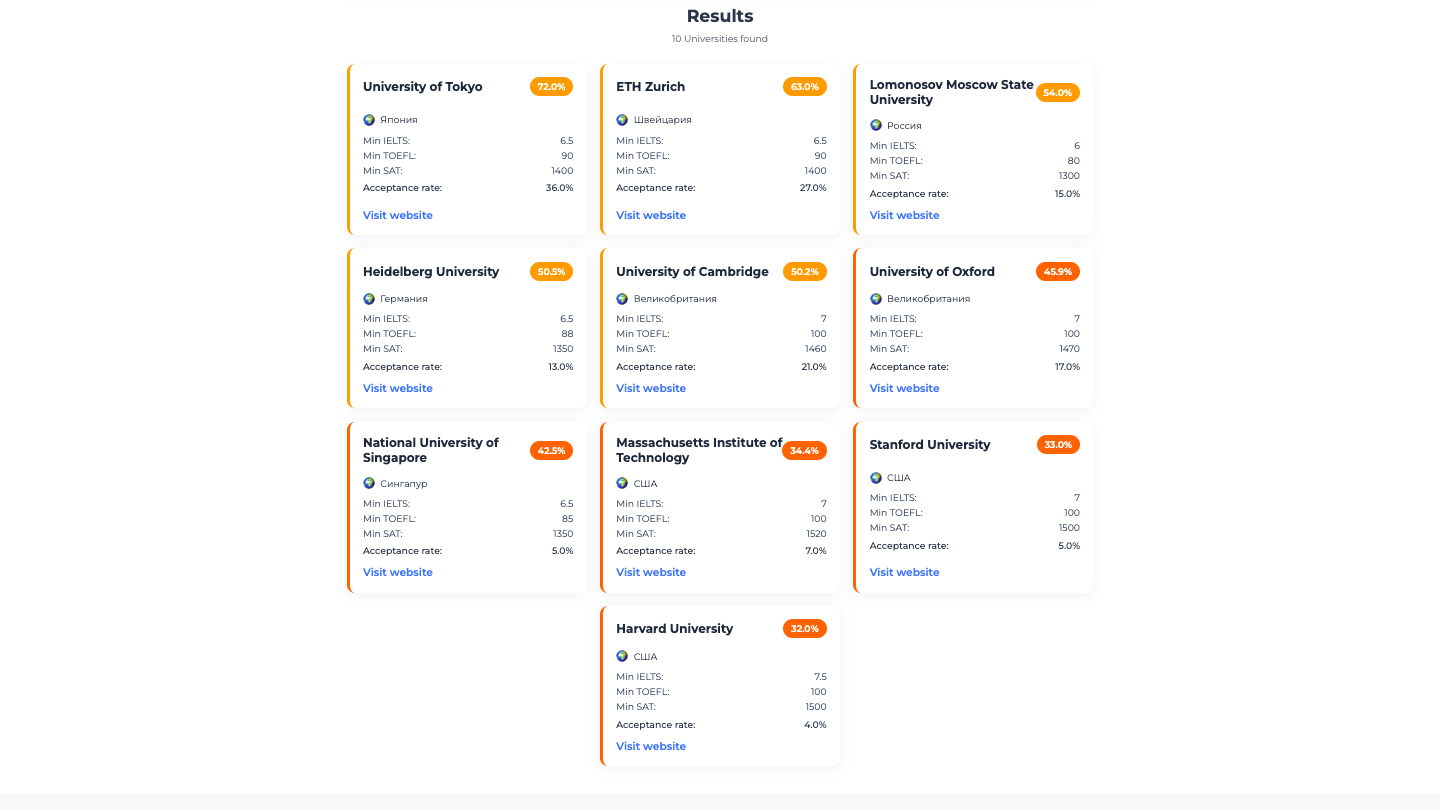 Results
10 Universities found
University of Tokyo
72.0%
Япония
Min IELTS: 6.5
Min TOEFL: 90
Min SAT: 1400
Acceptance rate: 36.0%
Visit website
ETH Zurich
63.0%
Швейцария
Min IELTS: 6.5
Min TOEFL: 90
Min SAT: 1400
Acceptance rate: 27.0%
Visit website
Lomonosov Moscow State
University
54.0%
Россия
Min IELTS: 6
Min TOEFL: 80
Min SAT: 1300
Acceptance rate: 15.0%
Visit website
Heidelberg University
50.5%
Германия
Min IELTS: 6.5
Min TOEFL: 88
Min SAT: 1350
Acceptance rate: 13.0%
Visit website
University of Cambridge
50.2%
Великобритания
Min IELTS: 7
Min TOEFL: 100
Min SAT: 1460
Acceptance rate: 21.0%
Visit website
University of Oxford
45.9%
Великобритания
Min IELTS: 7
Min TOEFL: 100
Min SAT: 1470
Acceptance rate: 17.0%
Visit website
National University of
Singapore
42.5%
Сингапур
Min IELTS: 6.5
Min TOEFL: 85
Min SAT: 1350
Acceptance rate: 5.0%
Visit website
Massachusetts Institute of
Technology
34.4%
США
Min IELTS: 7
Min TOEFL: 100
Min SAT: 1520
Acceptance rate: 7.0%
Visit website
Stanford University
33.0%
США
Min IELTS: 7
Min TOEFL: 100
Min SAT: 1500
Acceptance rate: 5.0%
Visit website
Harvard University
32.0%
США
Min IELTS: 7.5
Min TOEFL: 100
Min SAT: 1500
Acceptance rate: 4.0%
Visit website